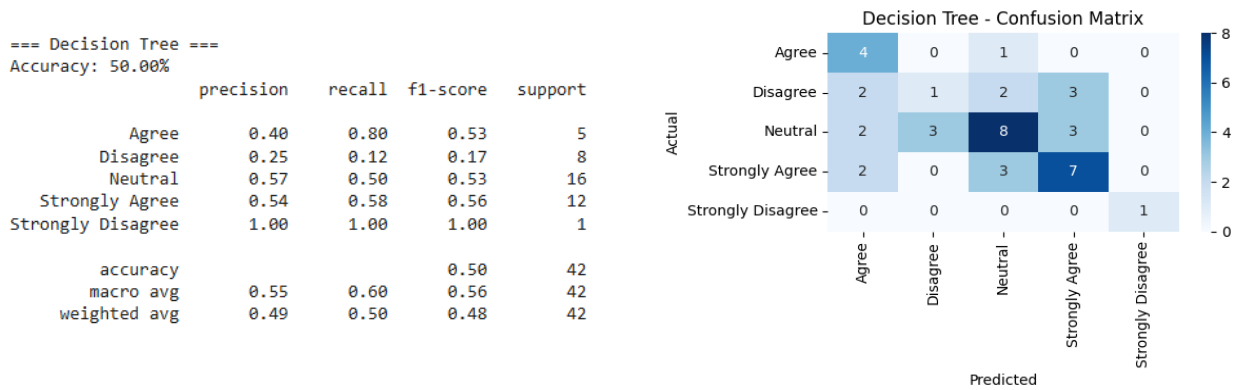 === Decision Tree ===
Accuracy: 50.00%
precision recall f1-score support
Agree 0.40 0.80 0.53 5
Disagree 0.25 0.12 0.17 8
Neutral 0.57 0.50 0.53 16
Strongly Agree 0.54 0.58 0.56 12
Strongly Disagree 1.00 1.00 1.00 1
accuracy 0.50 42
macro avg 0.55 0.60 0.56 42
weighted avg 0.49 0.50 0.48 42
Decision Tree - Confusion Matrix
Actual
Agree 4 0 1 0 0
Disagree 2 1 2 3 0
Neutral 2 3 8 3 0
Strongly Agree 2 0 3 7 0
Strongly Disagree 0 0 0 0 1
Agree
Disagree
Neutral
Strongly Agree
Strongly Disagree
Predicted
8
6
4
2
0